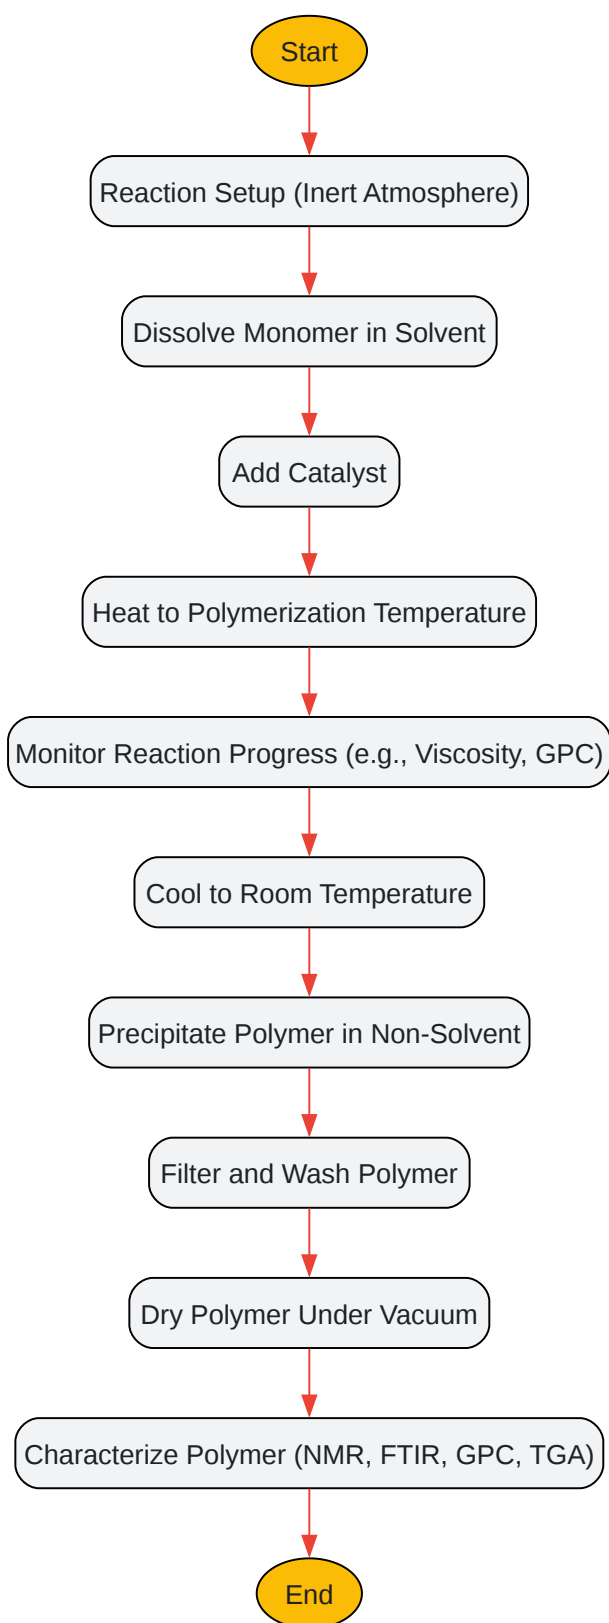 Start
Reaction Setup (Inert Atmosphere)
Dissolve Monomer in Solvent
Add Catalyst
Heat to Polymerization Temperature
Monitor Reaction Progress (e.g., Viscosity, GPC)
Cool to Room Temperature
Precipitate Polymer in Non-Solvent
Filter and Wash Polymer
Dry Polymer Under Vacuum
Characterize Polymer (NMR, FTIR, GPC, TGA)
End